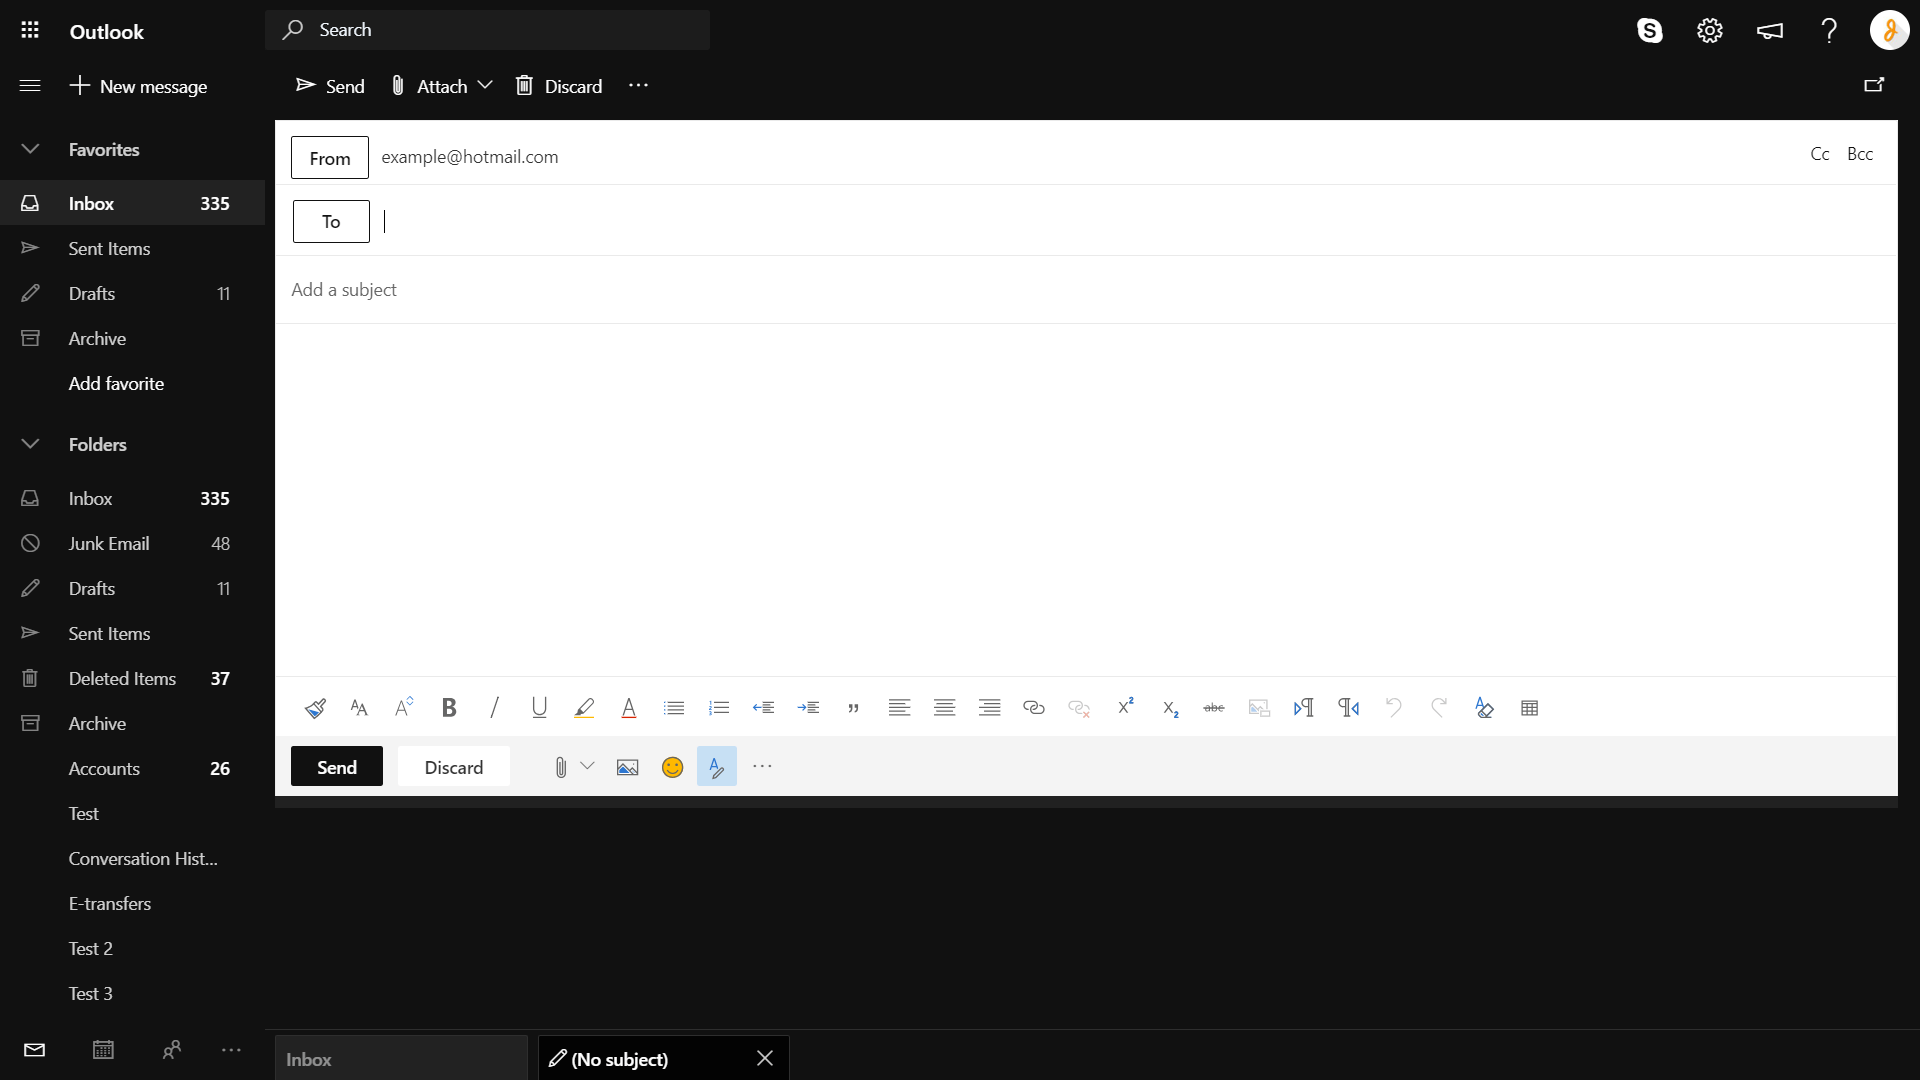 Outlook
Search
New message
Send
Attach
Discard
Favorites
Inbox 335
Sent Items
Drafts 11
Archive
Add favorite
Folders
Inbox 335
Junk Email 48
Drafts 11
Sent Items
Deleted Items 37
Archive
Accounts 26
Test
Conversation Hist...
E-transfers
Test 2
Test 3
From example@hotmail.com
Cc Bcc
To
Add a subject
Send
Discard
Inbox
(No subject)